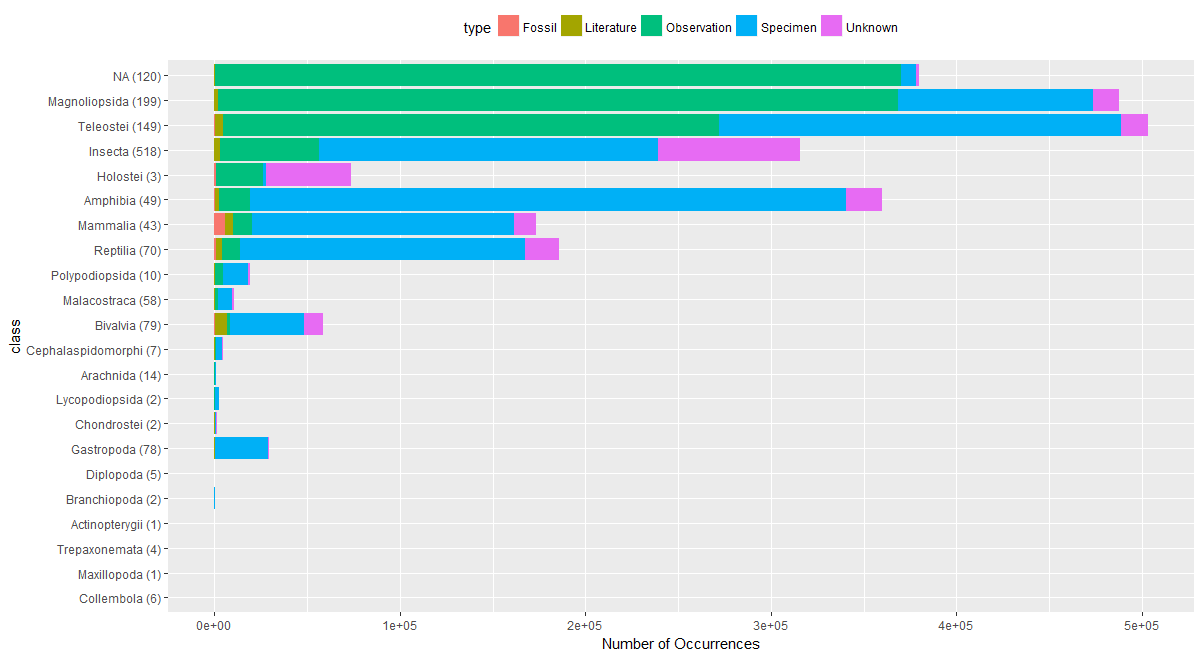 type Fossil Literature Observation Specimen Unknown
NA (120)
Magnoliopsida (199)
Teleostei (149)
Insecta (518)
Holostei (3)
Amphibia (49)
Mammalia (43)
Reptilia (70)
Polypodiopsida (10)
Malacostraca (58)
Bivalvia (79)
class
Cephalaspidomorphi (7)
Arachnida (14)
Lycopodiopsida (2)
Chondrostei (2)
Gastropoda (78)
Diplopoda (5)
Branchiopoda (2)
Actinopterygii (1)
Trepaxonemata (4)
Maxillopoda (1)
Collembola (6)
0e+00 1e+05 2e+05 3e+05 4e+05 5e+05
Number of Occurrences